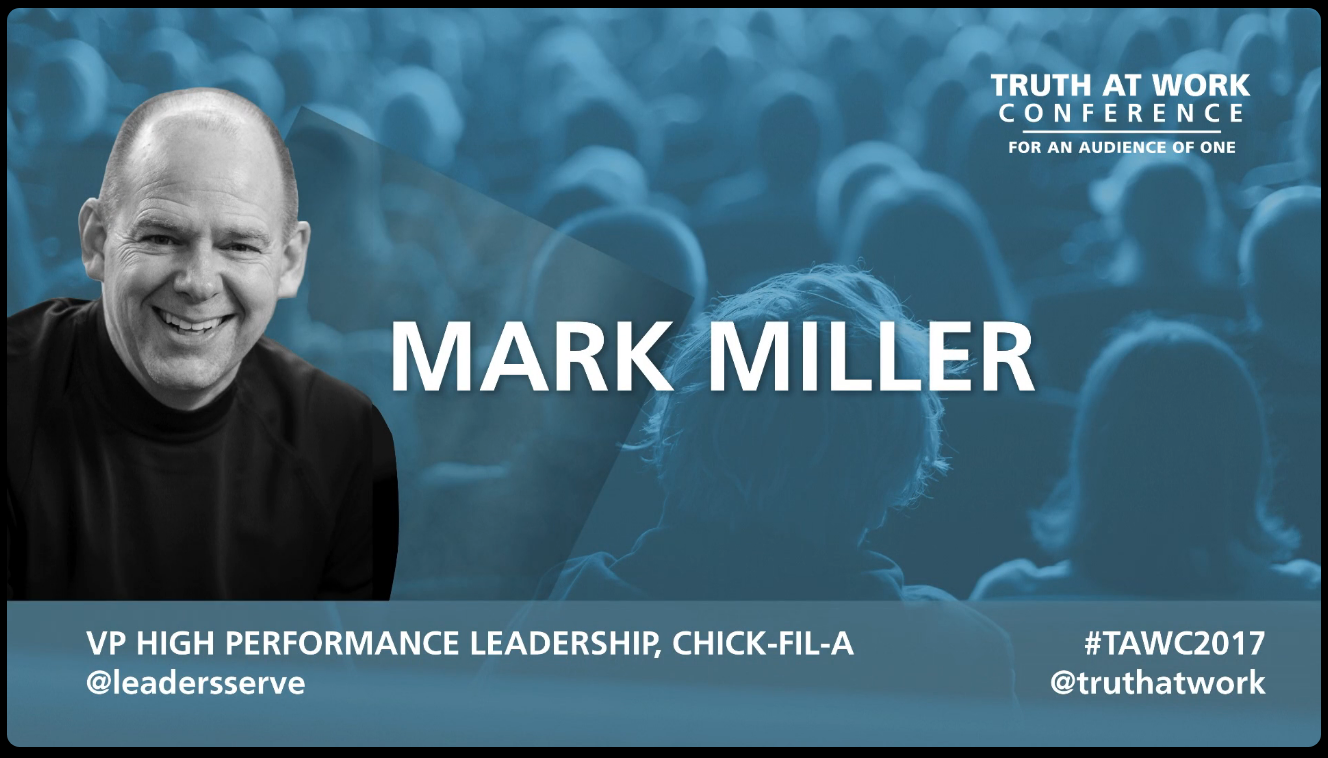 TRUTH AT WORK
CONFERENCE
FOR AN AUDIENCE OF ONE
MARK MILLER
VP HIGH PERFORMANCE LEADERSHIP, CHICK-FIL-A
@leadersserve
#TAWC2017
@truthatwork